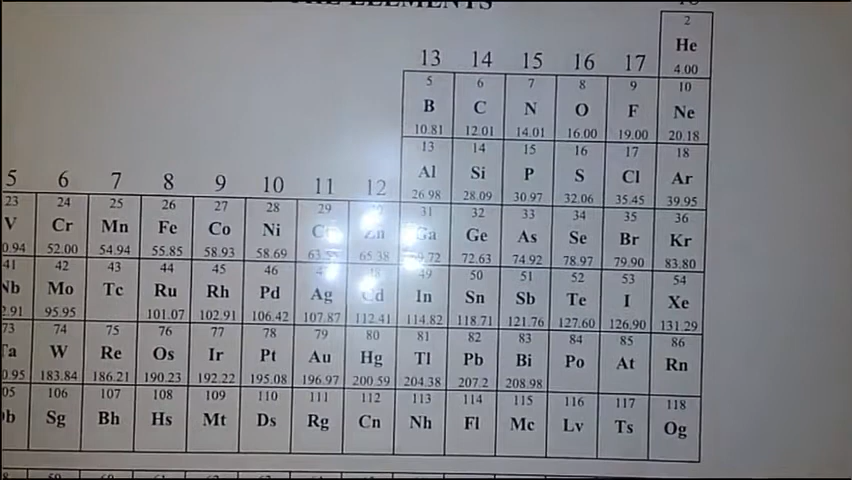 THE ELEMENTS
2
He
13 14 15 16 17 4.00
5 6 7 8 9 10
B C N O F Ne
10.81 12.01 14.01 16.00 19.00 20.18
13 14 15 16 17 18
5 6 7 8 9 10 11 12 Al Si P S Cl Ar
26.98 28.09 30.97 32.06 35.45 39.95
23 24 25 26 27 28 29 31 32 33 34 35 36
V Cr Mn Fe Co Ni Zn Ga Ge As Se Br Kr
52.00 54.94 55.85 58.93 58.69 65.38 72.63 74.92 78.97 79.90 83.80
41 42 43 44 45 46 49 50 51 52 53 54
Nb Mo Tc Ru Rh Pd Ag Cd In Sn Sb Te I Xe
95.95 101.07 102.91 106.42 107.87 112.41 114.82 118.71 121.76 127.60 126.90 131.29
73 74 75 76 77 78 79 80 81 82 83 84 85 86
Ta W Re Os Ir Pt Au Hg Tl Pb Bi Po At Rn
183.84 186.21 190.23 192.22 195.08 196.97 200.59 204.38 207.2 208.98
106 107 108 109 110 111 112 113 114 115 116 117 118
Sg Bh Hs Mt Ds Rg Cn Nh Fl Mc Lv Ts Og